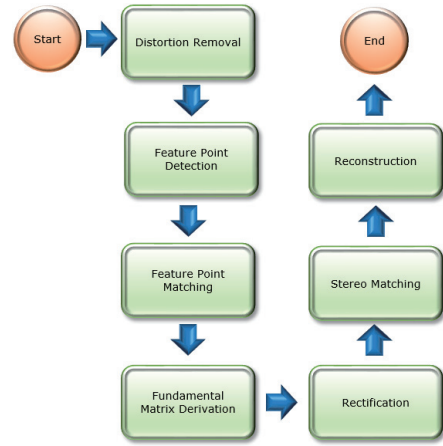 Start
Distortion Removal
Feature Point
Detection
Feature Point
Matching
Fundamental
Matrix Derivation
Rectification
Stereo Matching
Reconstruction
End